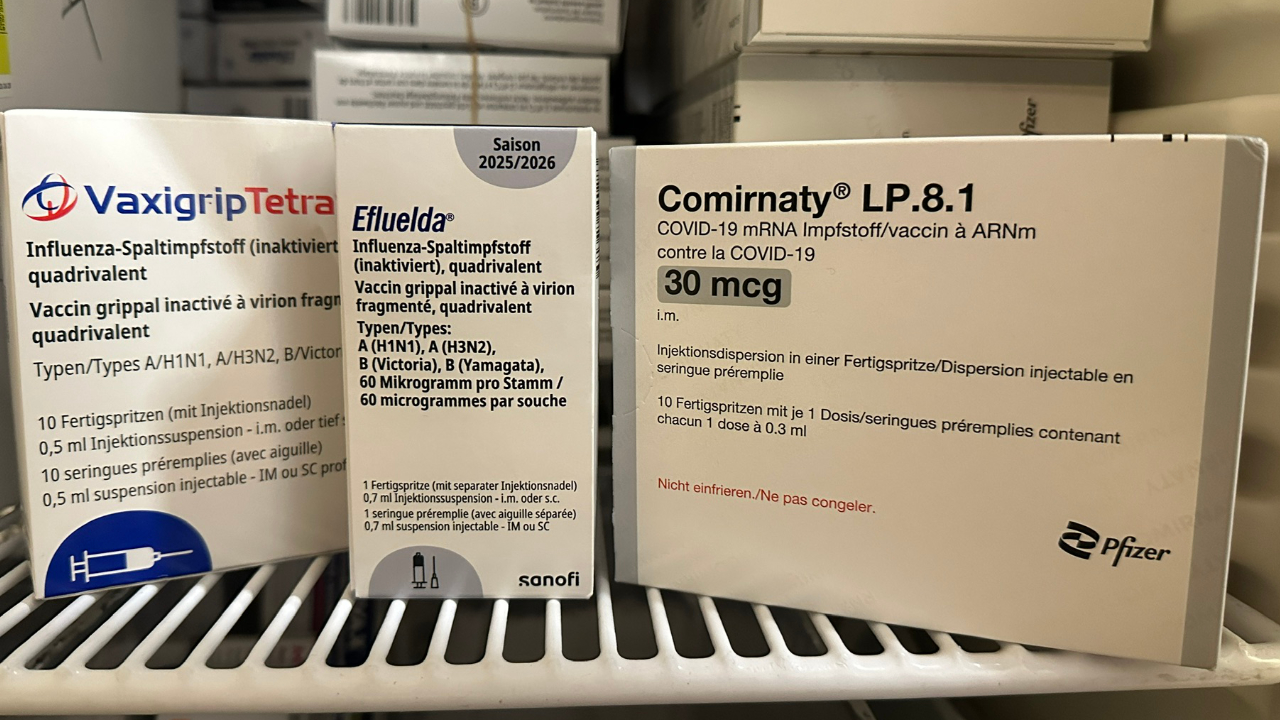 VaxigripTetra
Influenza-Spaltimpfstoff (inaktiviert
quadrivalent
Vaccin grippal inactivé à virion
quadrivalent
Typen/Types A/H1N1, A/H3N2,
10 Fertigspritzen (mit Injektionsnadel)
0,5 ml Injektionssuspension - i.m. oder tief
10 seringues préremplies (avec aiguille)
0,5 ml suspension injectable - IM ou SC
Saison
2025/2026
Efluelda®
Influenza-Spaltimpfstoff
(inaktiviert), quadrivalent
Vaccin grippal inactivé à virion
fragmenté, quadrivalent
Typen/Types:
A (H1N1), A (H3N2),
B (Victoria), B (Yamagata),
60 Mikrogramm pro Stamm /
60 microgrammes par souche
1 Fertigspritze (mit separater Injektionsnadel)
0,7 ml Injektionssuspension - i.m. oder s.c.
1 seringue préremplie (avec aiguille séparée)
0,7 ml suspension injectable - IM ou SC
sanofi
Comirnaty® LP.8.1
COVID-19 mRNA Impfstoff/vaccin à ARNm
contre la COVID-19
30 mcg
i.m.
Injektionsdispersion in einer Fertigspritze/Dispersion injectable en
seringue préremplie
10 Fertigspritzen mit je 1 Dosis/seringues préremplies contenant
chacun 1 dose à 0.3 ml
Nicht einfrieren./Ne pas congeler.
Pfizer